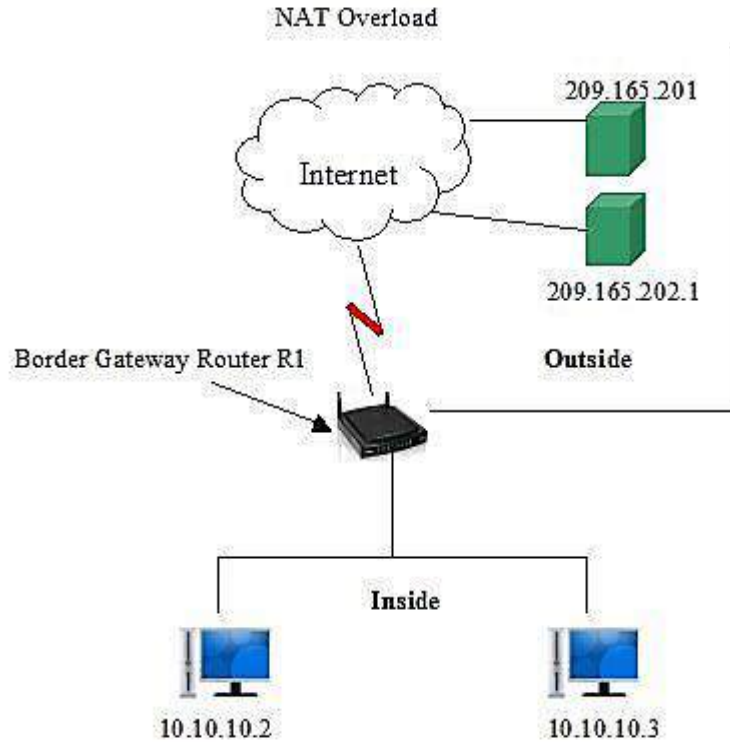 NAT Overload
209.165.201
Internet
209.165.202.1
Border Gateway Router R1
Outside
Inside
10.10.10.2
10.10.10.3